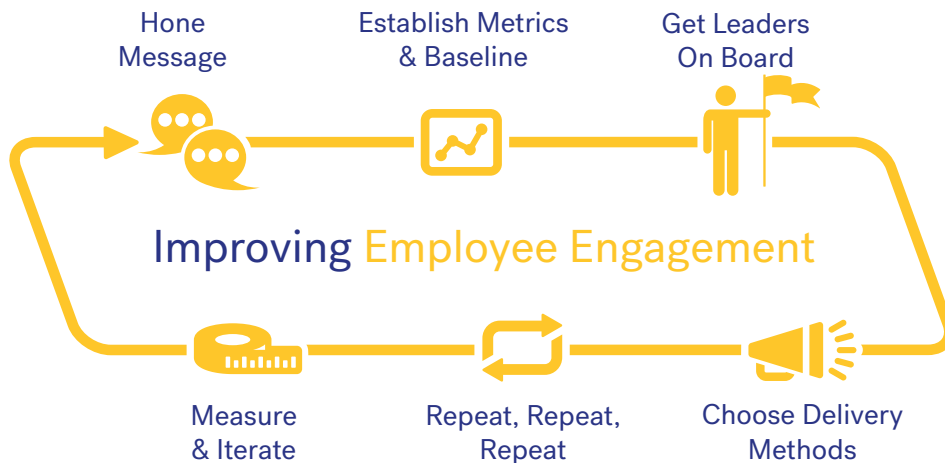 Hone
Message
Establish Metrics
& Baseline
Get Leaders
On Board
Improving Employee Engagement
Measure
& Iterate
Repeat, Repeat,
Repeat
Choose Delivery
Methods